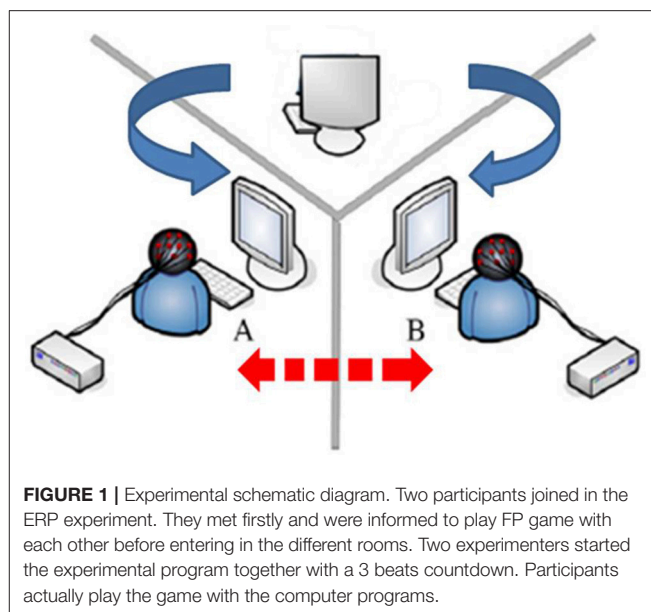 A
B
FIGURE 1 | Experimental schematic diagram. Two participants joined in the
ERP experiment. They met firstly and were informed to play FP game with
each other before entering in the different rooms. Two experimenters started
the experimental program together with a 3 beats countdown. Participants
actually play the game with the computer programs.